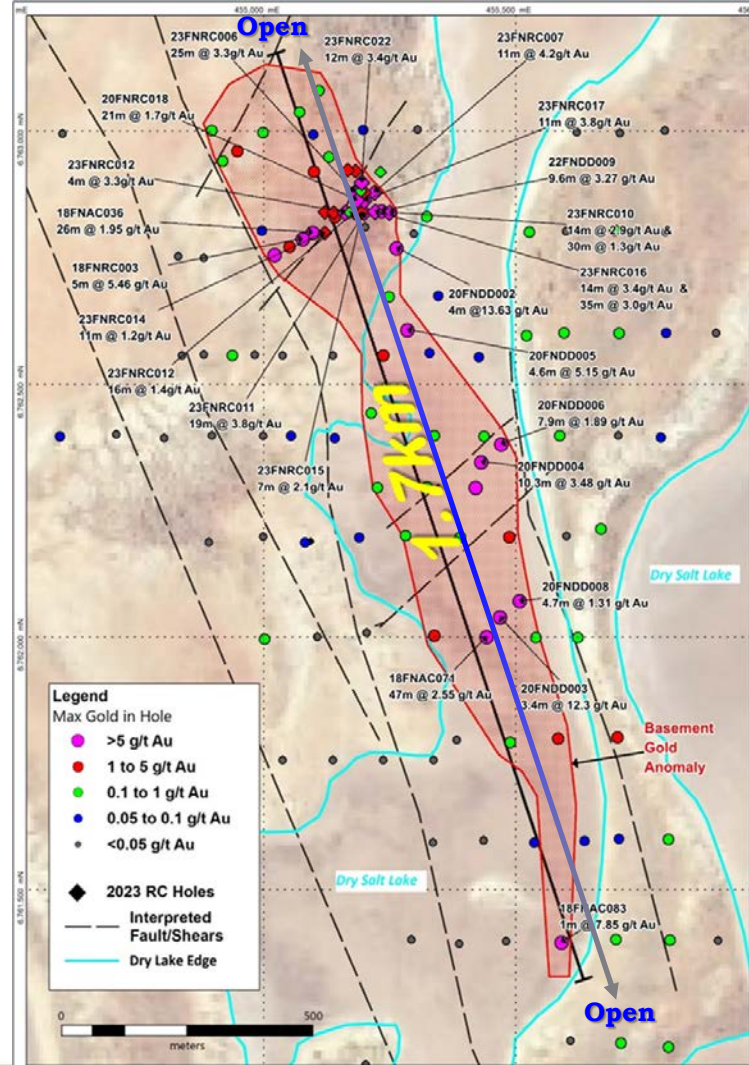 mE
455,000 mE
455,500 mE
Open
23FNRC006
25m @ 3.3g/t Au
23FNRC022
12m @ 3.4g/t Au
23FNRC007
11m @ 4.2g/t Au
20FNRC018
21m @ 1.7g/t Au
23FNRC017
11m @ 3.8g/t Au
6,763,000 mN
23FNRC012
4m @ 3.3g/t Au
22FNDD009
9.6m @ 3.27 g/t Au
18FNAC036
26m @ 1.95 g/t Au
23FNRC010
14m @ 2.9g/t Au &
30m @ 1.3g/t Au
18FNRC003
5m @ 5.46 g/t Au
23FNRC016
14m @ 3.4g/t Au &
35m @ 3.0g/t Au
20FNDD002
4m @13.63 g/t Au
23FNRC014
11m @ 1.2g/t Au
20FNDD005
4.6m @ 5.15 g/t Au
23FNRC012
16m @ 1.4g/t Au
6,762,500 mN
23FNRC011
19m @ 3.8g/t Au
20FNDD006
7.9m @ 1.89 g/t Au
1.7km
23FNRC015
7m @ 2.1g/t Au
20FNDD004
10.3m @ 3.48 g/t Au
Dry Salt Lake
20FNDD008
4.7m @ 1.31 g/t Au
6,762,000 mN
18FNAC071
47m @ 2.55 g/t Au
20FNDD003
3.4m @ 12.3 g/t Au
Basement
Gold
Anomaly
Legend
Max Gold in Hole
>5 g/t Au
1 to 5 g/t Au
0.1 to 1 g/t Au
0.05 to 0.1 g/t Au
<0.05 g/t Au
2023 RC Holes
Interpreted
Fault/Shears
Dry Lake Edge
Dry Salt Lake
6,761,500 mN
18FNAC083
1m @ 7.85 g/t Au
Open
0
500
meters